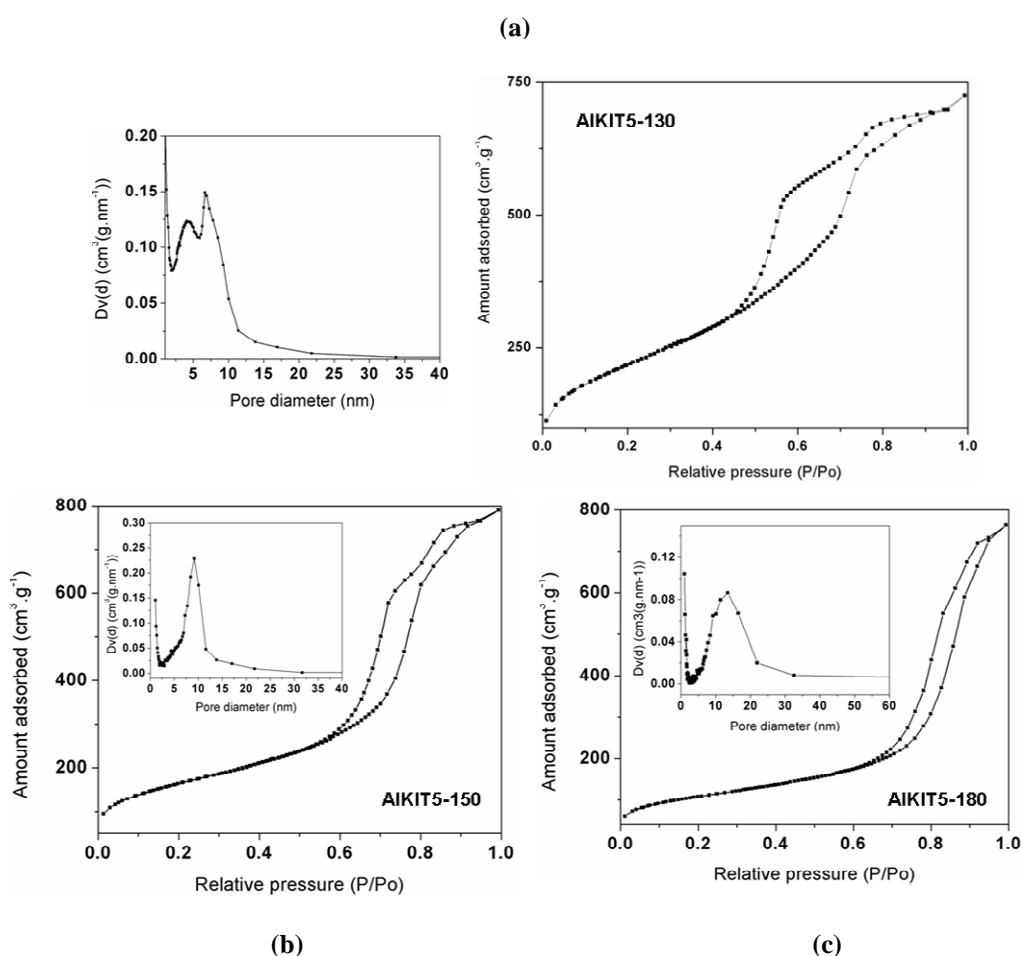 (a)
0.20
0.15
0.10
0.05
0.00
Dv(d) (cm³(g.nm⁻¹))
5 10 15 20 25 30 35 40
Pore diameter (nm)
AlKIT5-130
750
500
250
Amount adsorbed (cm³.g⁻¹)
0.0 0.2 0.4 0.6 0.8 1.0
Relative pressure (P/Po)
800
600
400
200
Amount adsorbed (cm³.g⁻¹)
0.30
0.25
0.20
0.15
0.10
0.05
0.00
Dv(d) (cm³(g.nm⁻¹))
0 5 10 15 20 25 30 35 40
Pore diameter (nm)
AlKIT5-150
0.0 0.2 0.4 0.6 0.8 1.0
Relative pressure (P/Po)
800
600
400
200
Amount adsorbed (cm³.g⁻¹)
0.12
0.08
0.04
0.00
Dv(d) (cm3(g.nm-1))
0 10 20 30 40 50 60
Pore diameter (nm)
AlKIT5-180
0.0 0.2 0.4 0.6 0.8 1.0
Relative pressure (P/Po)
(b) (c)